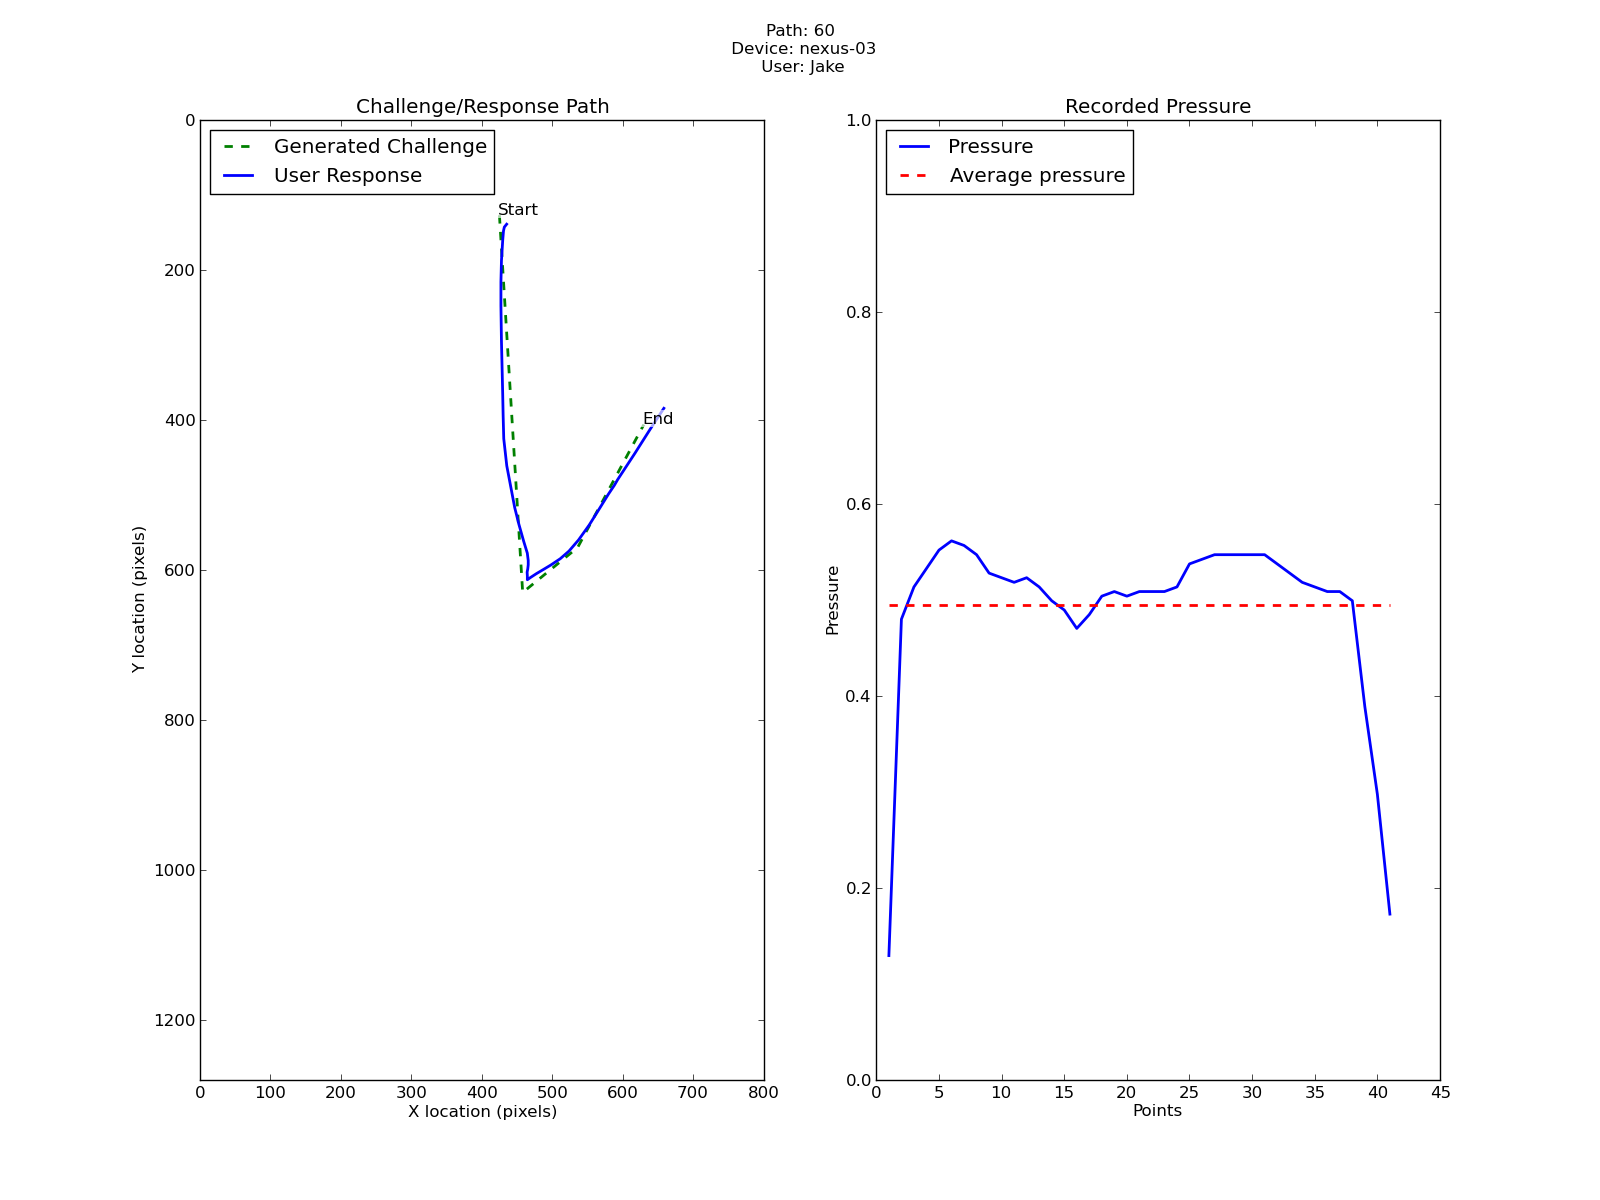 Path: 60
Device: nexus-03
User: Jake
Challenge/Response Path
Generated Challenge
User Response
Start
End
0
200
400
600
800
1000
1200
Y location (pixels)
0 100 200 300 400 500 600 700 800
X location (pixels)
Recorded Pressure
Pressure
Average pressure
1.0
0.8
0.6
0.4
0.2
0.0
Pressure
0 5 10 15 20 25 30 35 40 45
Points